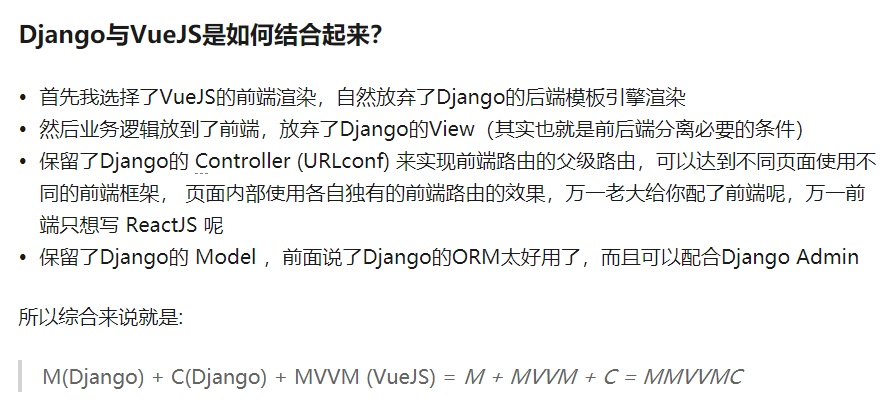 Django与VueJS是如何结合起来？
• 首先我选择了VueJS的前端渲染，自然放弃了Django的后端模板引擎渲染
• 然后业务逻辑放到了前端，放弃了Django的View（其实也就是前后端分离必要的条件）
• 保留了Django的 Controller (URLconf) 来实现前端路由的父级路由，可以达到不同页面使用不
同的前端框架， 页面内部使用各自独有的前端路由的效果，万一老大给你配了前端呢，万一前
端只想写 ReactJS 呢
• 保留了Django的 Model ，前面说了Django的ORM太好用了，而且可以配合Django Admin
所以综合来说就是:
M(Django) + C(Django) + MVVM (VueJS) = M + MVVM + C = MMVVMC